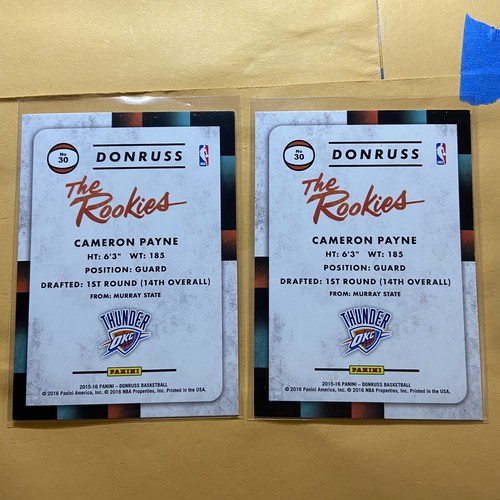 No
30
DONRUSS
The
Rookies
CAMERON PAYNE
HT: 6'3" WT: 185
POSITION: GUARD
DRAFTED: 1ST ROUND (14TH OVERALL)
FROM: MURRAY STATE
THUNDER
OKC
PANINI
2015-16 PANINI – DONRUSS BASKETBALL
© 2016 Panini America, Inc. © 2016 NBA Properties, Inc. Printed in the USA.
No
30
DONRUSS
The
Rookies
CAMERON PAYNE
HT: 6'3" WT: 185
POSITION: GUARD
DRAFTED: 1ST ROUND (14TH OVERALL)
FROM: MURRAY STATE
THUNDER
OKC
PANINI
2015-16 PANINI – DONRUSS BASKETBALL
© 2016 Panini America, Inc. © 2016 NBA Properties, Inc. Printed in the USA.